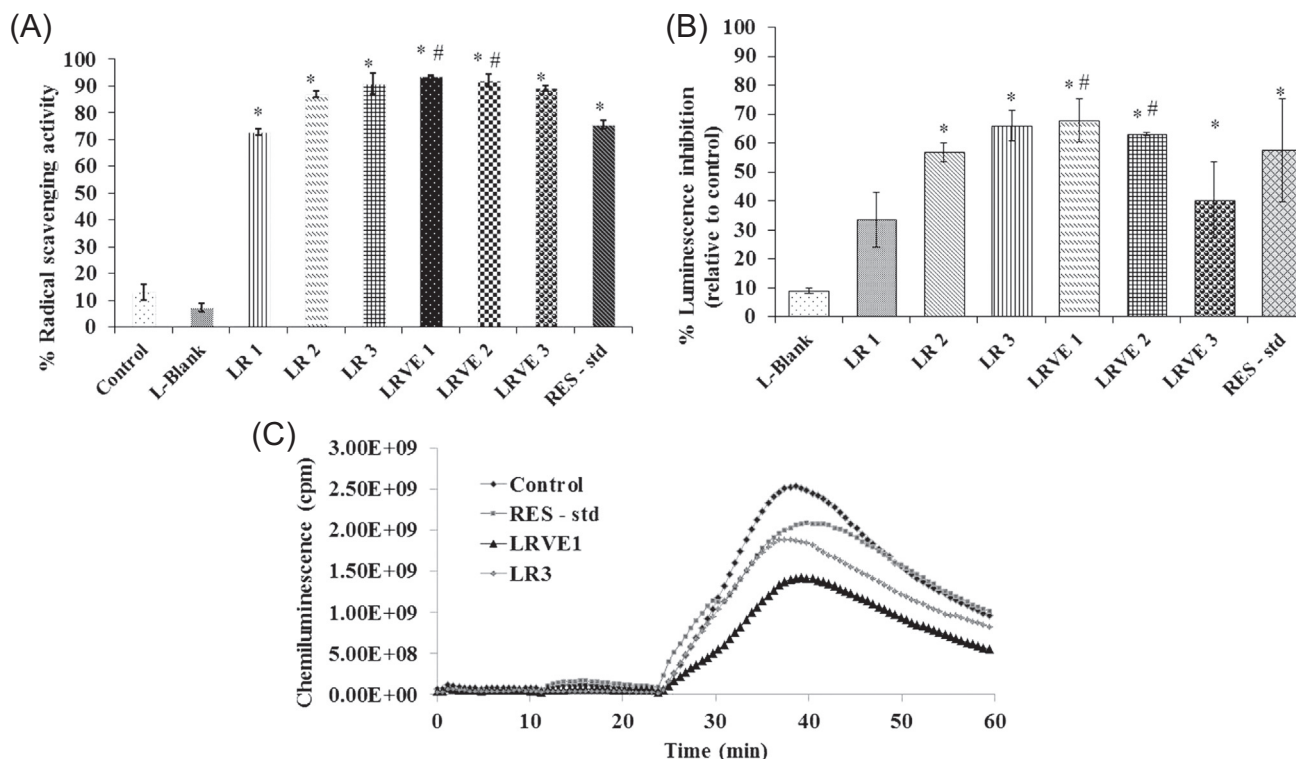 (A)
% Radical scavenging activity
100
90
80
70
60
50
40
30
20
10
0
*
*
*
* #
* #
*
*
Control
L-Blank
LR 1
LR 2
LR 3
LRVE 1
LRVE 2
LRVE 3
RES - std
(B)
% Luminescence inhibition
(relative to control)
100
90
80
70
60
50
40
30
20
10
0
*
*
* #
* #
*
*
L-Blank
LR 1
LR 2
LR 3
LRVE 1
LRVE 2
LRVE 3
RES - std
(C)
Chemiluminescence (cpm)
3.00E+09
2.50E+09
2.00E+09
1.50E+09
1.00E+09
5.00E+08
0.00E+00
Control
RES - std
LRVE1
LR3
0
10
20
30
40
50
60
Time (min)